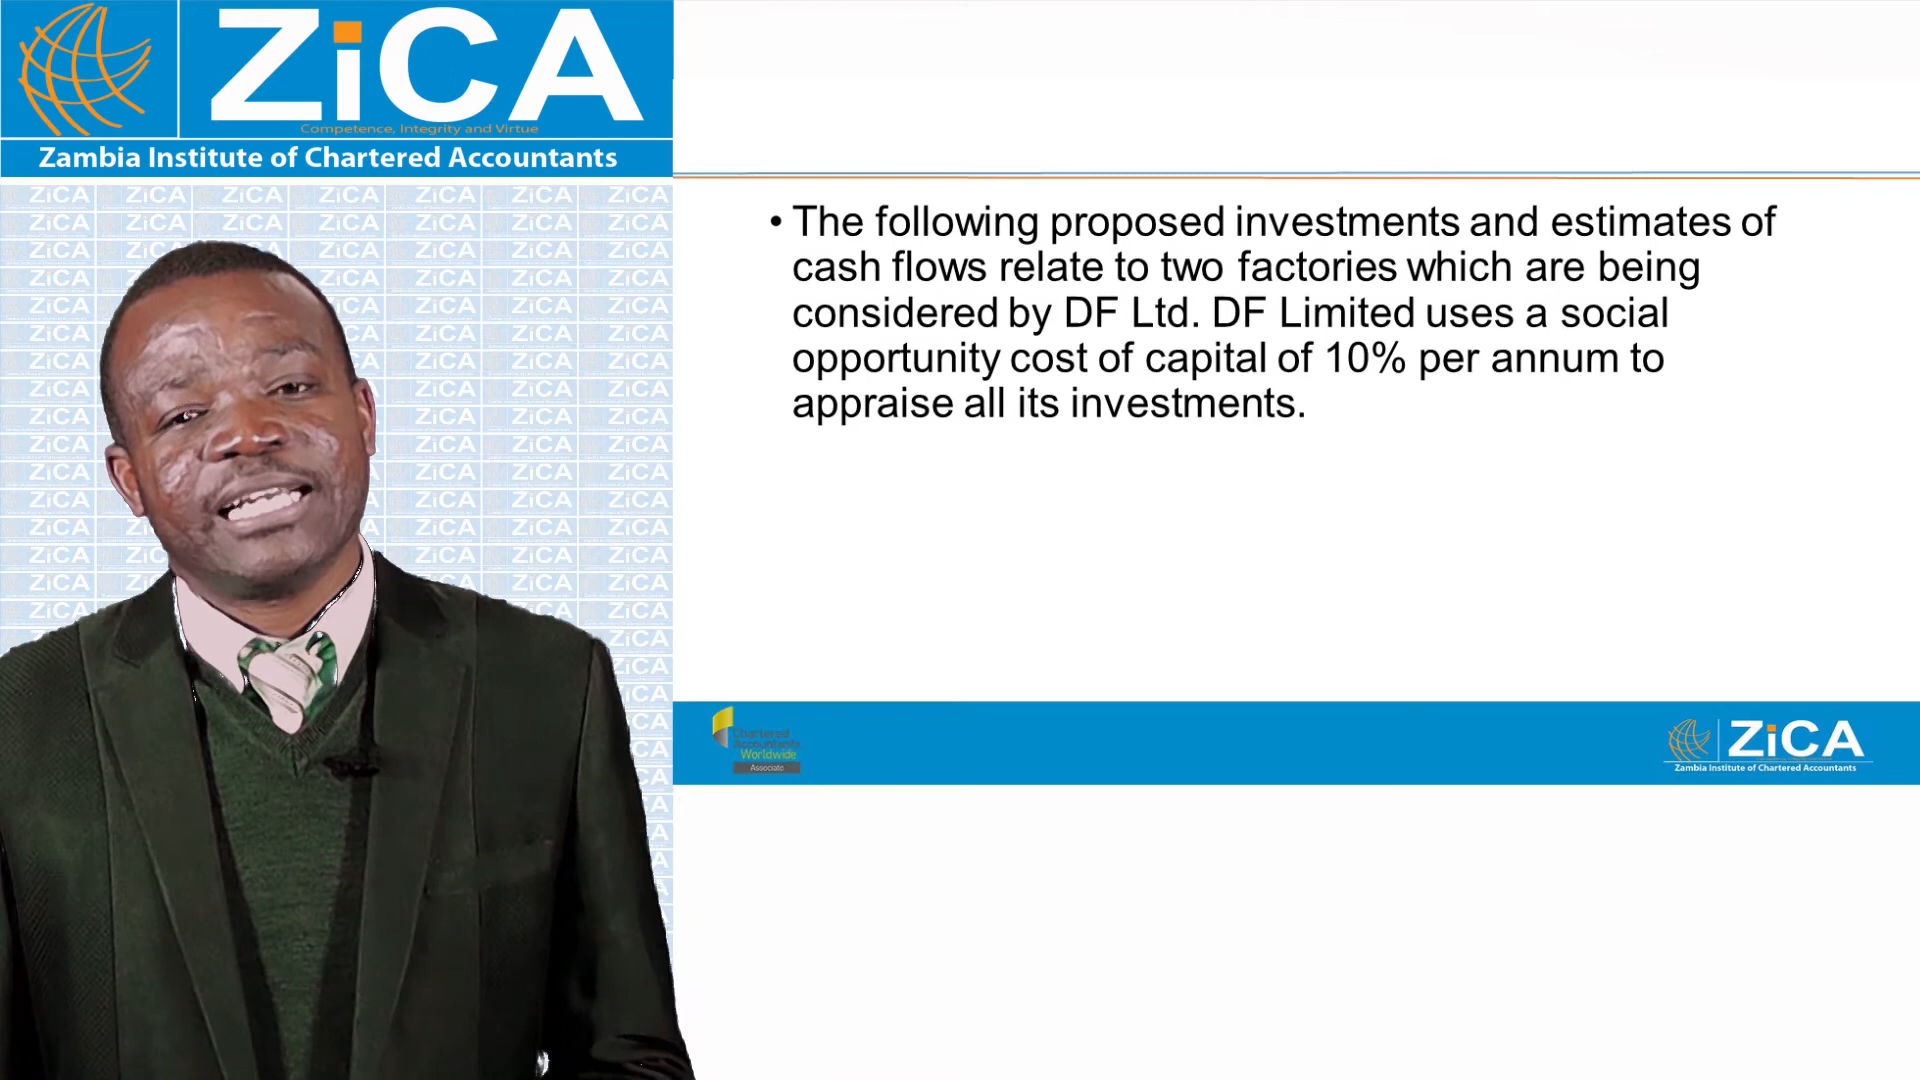 ZiCA
Competence, Integrity and Virtue
Zambia Institute of Chartered Accountants
• The following proposed investments and estimates of
cash flows relate to two factories which are being
considered by DF Ltd. DF Limited uses a social
opportunity cost of capital of 10% per annum to
appraise all its investments.
Chartered
Accountants
Worldwide
Associate
ZiCA
Zambia Institute of Chartered Accountants